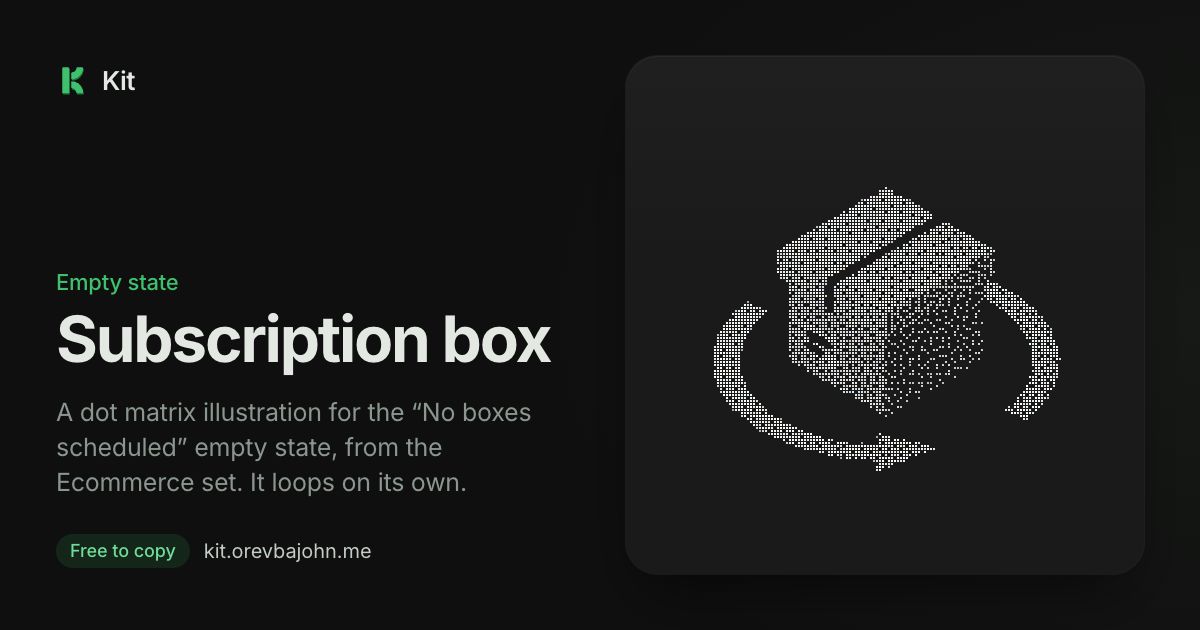 Kit
Empty state
Subscription box
A dot matrix illustration for the “No boxes
scheduled” empty state, from the
Ecommerce set. It loops on its own.
Free to copy
kit.orevbajohn.me